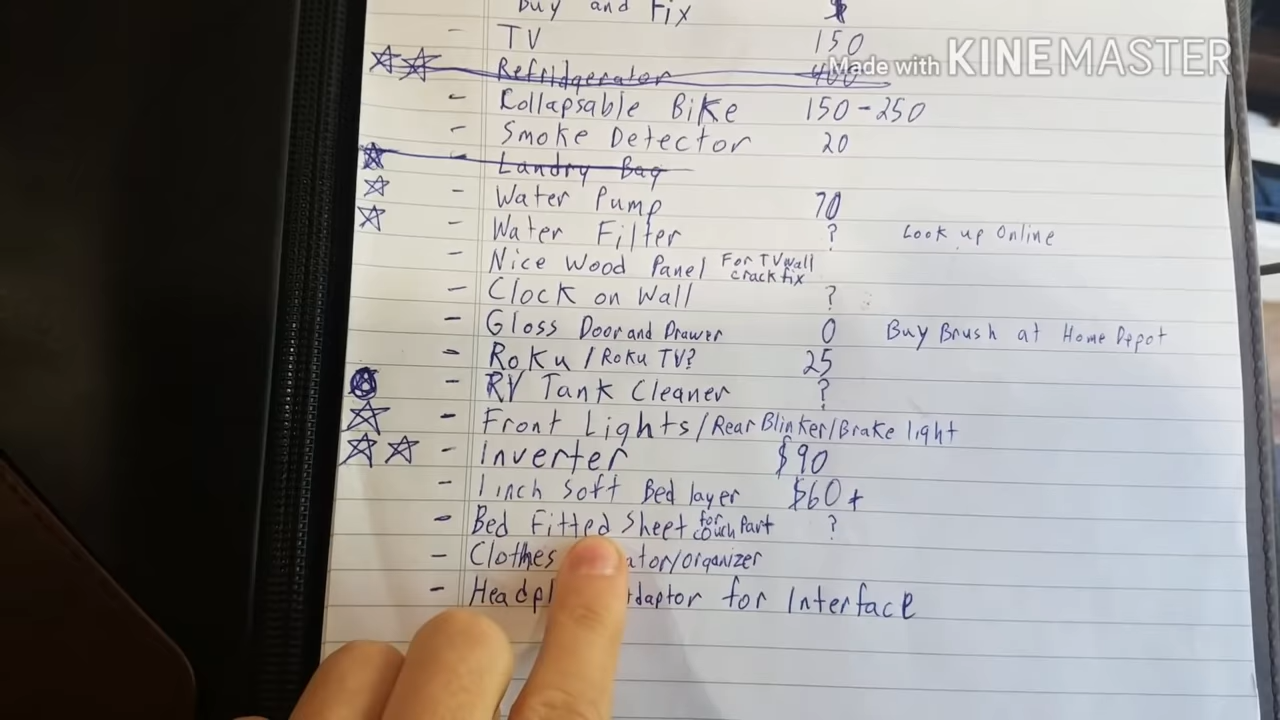 Buy and Fix $
- TV 150
Made with KINEMASTER
Refridgerator 400
- Collapsable Bike 150-250
- Smoke Detector 20
- Landry Bag
- Water Pump 70
- Water Filter ? Look up Online
- Nice Wood Panel For TV wall crack fix
- Clock on Wall ?
- Gloss Door and Drawer 0 Buy Brush at Home Depot
- Roku / Roku TV? 25
- RV Tank Cleaner ?
- Front Lights/Rear Blinker/Brake light
- Inverter $90
- 1 inch Soft Bed layer $60+
- Bed Fitted Sheet for couch Part ?
- Clothes /organizer
- for Interface